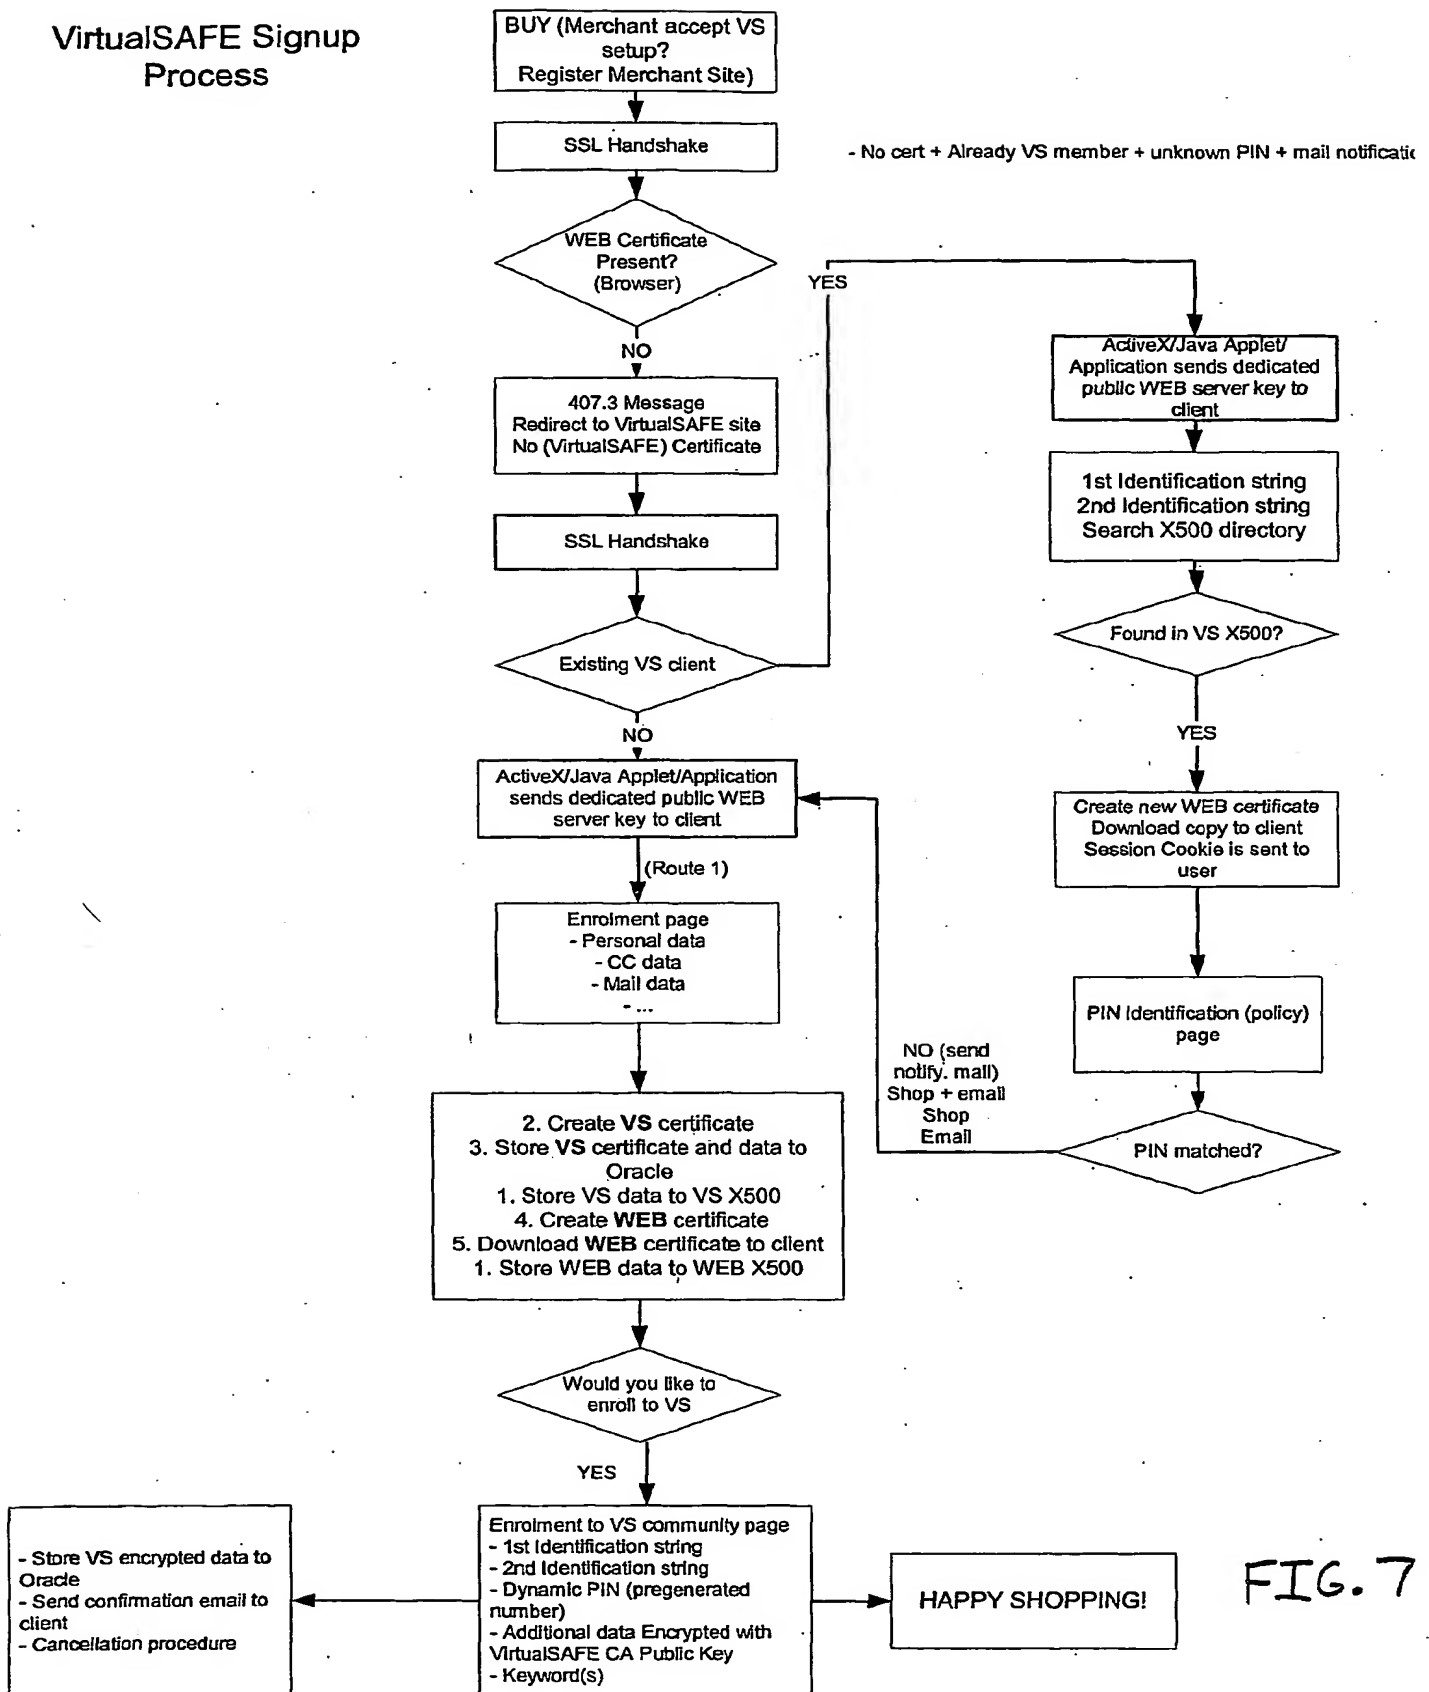 VirtualSAFE Signup
Process
BUY (Merchant accept VS
setup?
Register Merchant Site)
SSL Handshake
- No cert + Already VS member + unknown PIN + mail notificatic
WEB Certificate
Present?
(Browser)
YES
NO
407.3 Message
Redirect to VirtualSAFE site
No (VirtualSAFE) Certificate
SSL Handshake
Existing VS client
NO
ActiveX/Java Applet/Application
sends dedicated public WEB
server key to client
(Route 1)
Enrolment page
- Personal data
- CC data
- Mail data
- ...
2. Create VS certificate
3. Store VS certificate and data to
Oracle
1. Store VS data to VS X500
4. Create WEB certificate
5. Download WEB certificate to client
1. Store WEB data to WEB X500
Would you like to
enroll to VS
YES
ActiveX/Java Applet/
Application sends dedicated
public WEB server key to
client
1st Identification string
2nd Identification string
Search X500 directory
Found in VS X500?
YES
Create new WEB certificate
Download copy to client
Session Cookie is sent to
user
PIN Identification (policy)
page
PIN matched?
NO (send
notify. mail)
Shop + email
Shop
Email
- Store VS encrypted data to
Oracle
- Send confirmation email to
client
- Cancellation procedure
Enrolment to VS community page
- 1st Identification string
- 2nd Identification string
- Dynamic PIN (pregenerated
number)
- Additional data Encrypted with
VirtualSAFE CA Public Key
- Keyword(s)
HAPPY SHOPPING!
FIG. 7